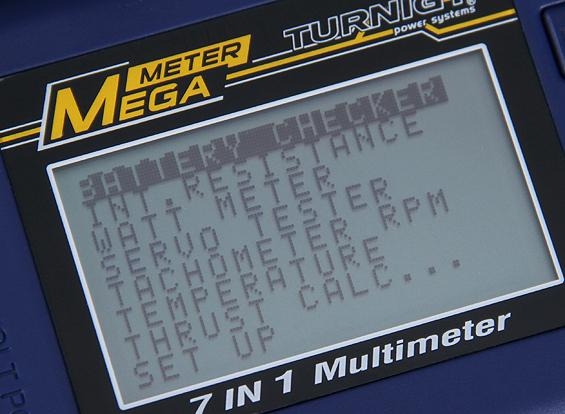 METER
MEGA
TURNIGY
power systems
BATTERY CHECKER
INT.RESISTANCE
WATT METER
SERVO TESTER
TACHOMETER RPM
TEMPERATURE
THRUST CALC...
SET UP
7 IN 1 Multimeter